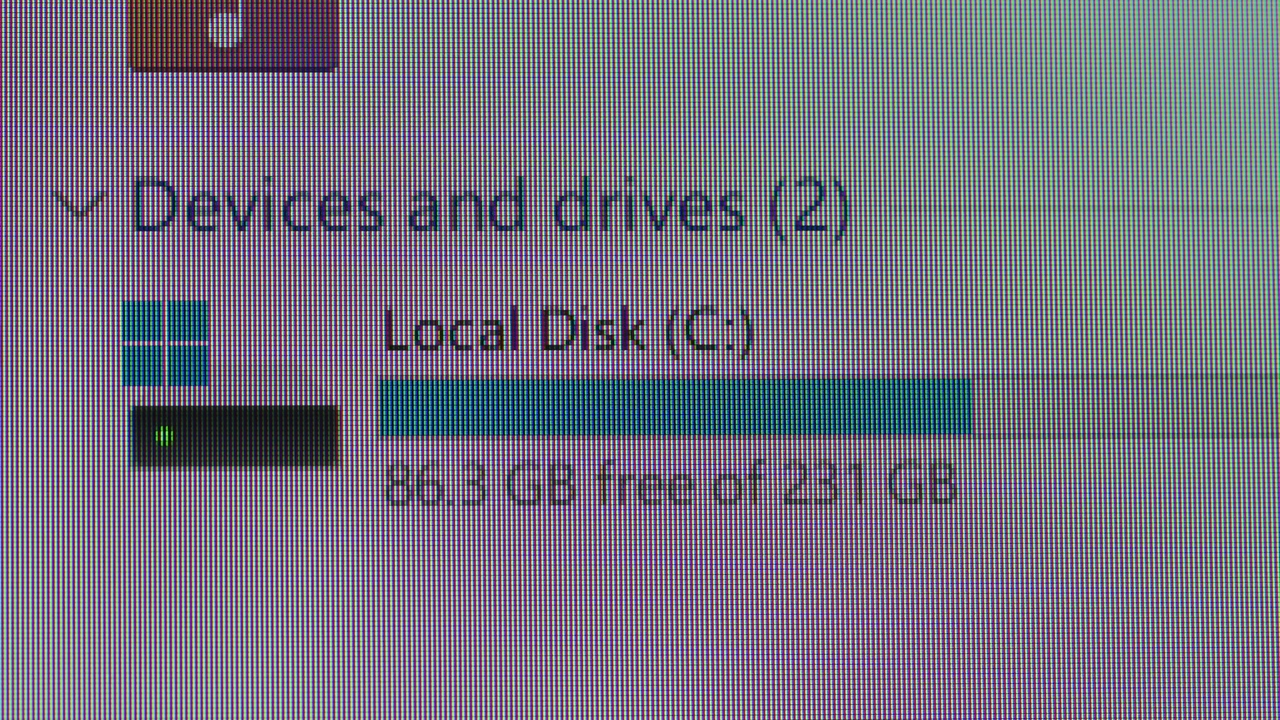 Devices and drives (2)
Local Disk (C:)
86.3 GB free of 231 GB